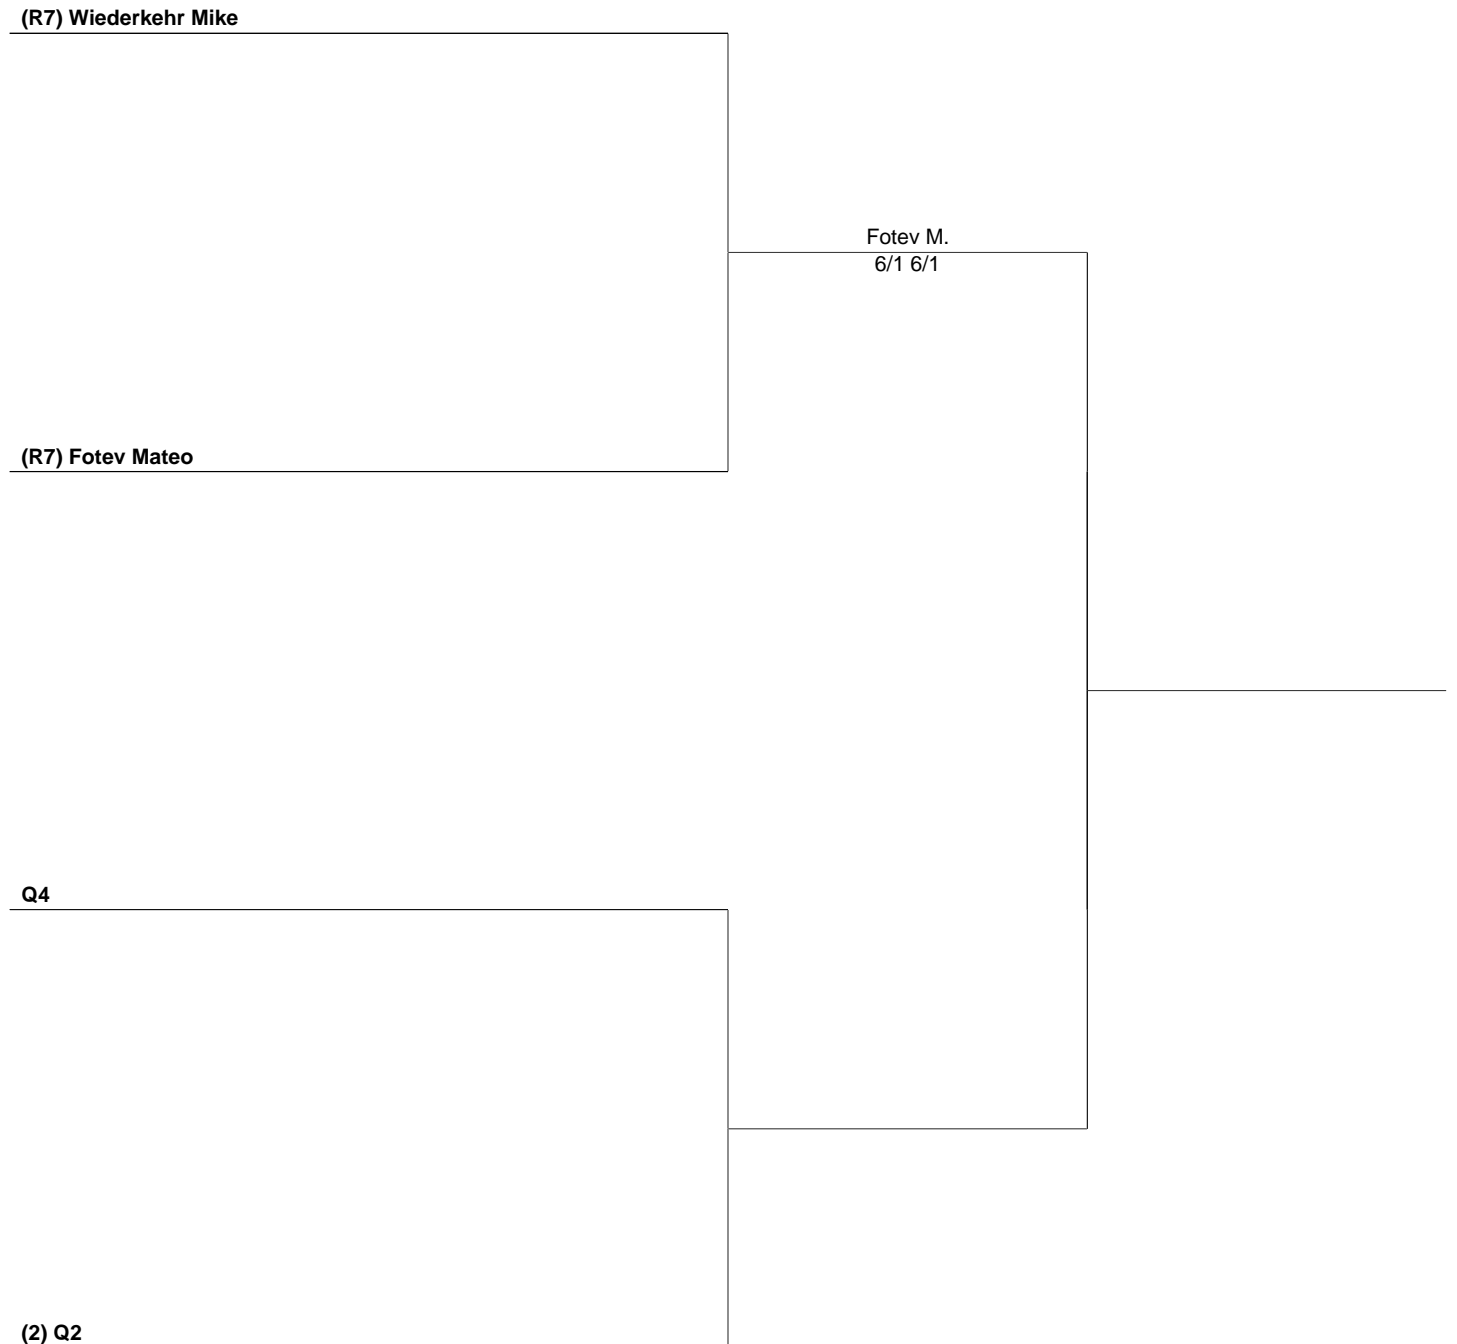 (R7) Wiederkehr Mike
Fotev M.
6/1 6/1
(R7) Fotev Mateo
Q4
(2) Q2